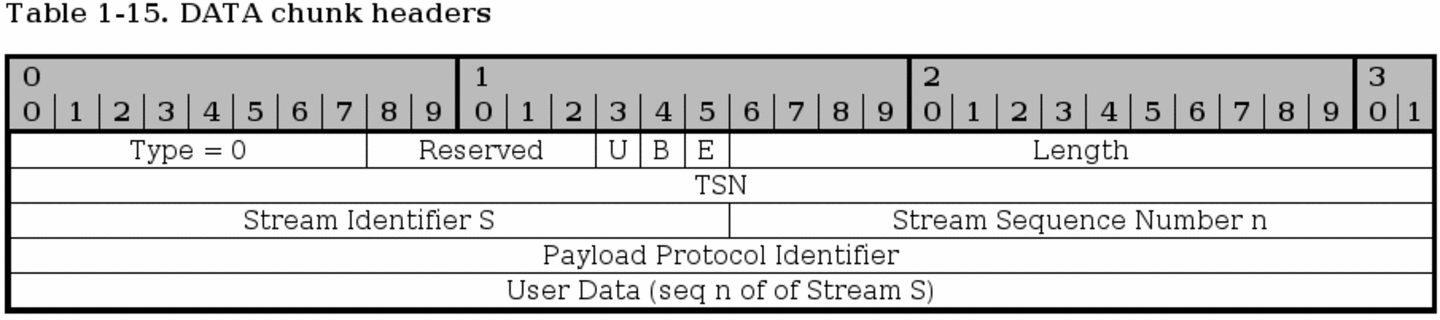 Table 1-15. DATA chunk headers
0 1 2 3
0 1 2 3 4 5 6 7 8 9 0 1 2 3 4 5 6 7 8 9 0 1 2 3 4 5 6 7 8 9 0 1
Type = 0 Reserved U B E Length
TSN
Stream Identifier S Stream Sequence Number n
Payload Protocol Identifier
User Data (seq n of of Stream S)